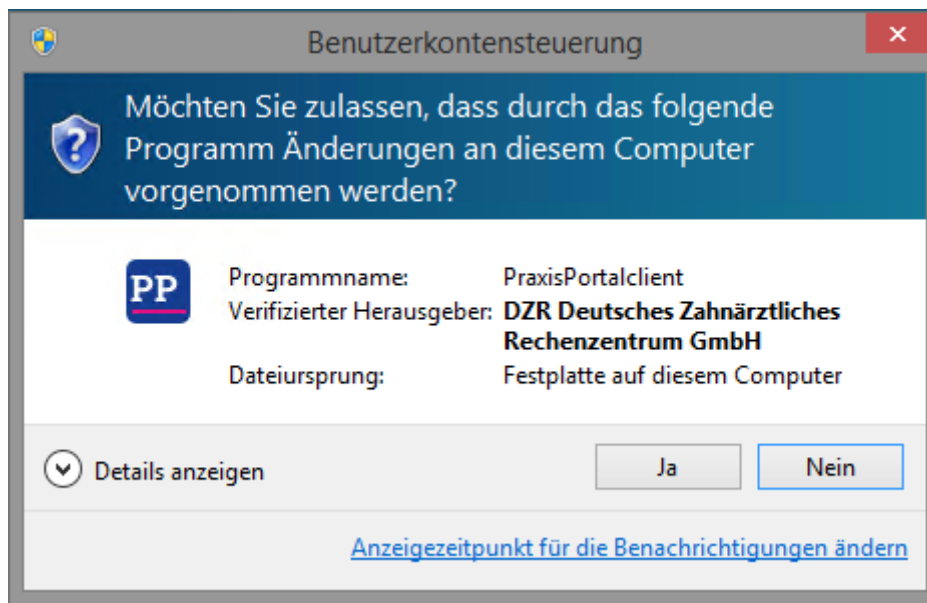 Benutzerkontensteuerung
Möchten Sie zulassen, dass durch das folgende
Programm Änderungen an diesem Computer
vorgenommen werden?
PP
Programmname: PraxisPortalclient
Verifizierter Herausgeber: DZR Deutsches Zahnärztliches
Rechenzentrum GmbH
Dateiursprung: Festplatte auf diesem Computer
Details anzeigen
Ja
Nein
Anzeigezeitpunkt für die Benachrichtigungen ändern